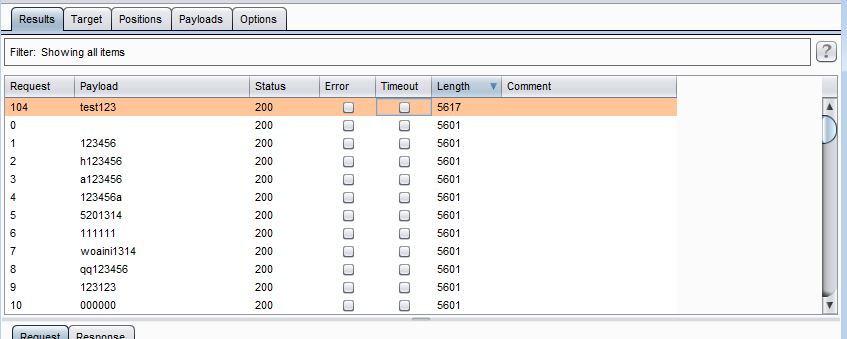 Results Target Positions Payloads Options
Filter: Showing all items ?
Request Payload Status Error Timeout Length Comment
104 test123 200 5617
0 200 5601
1 123456 200 5601
2 h123456 200 5601
3 a123456 200 5601
4 123456a 200 5601
5 5201314 200 5601
6 111111 200 5601
7 woaini1314 200 5601
8 qq123456 200 5601
9 123123 200 5601
10 000000 200 5601
Request Response